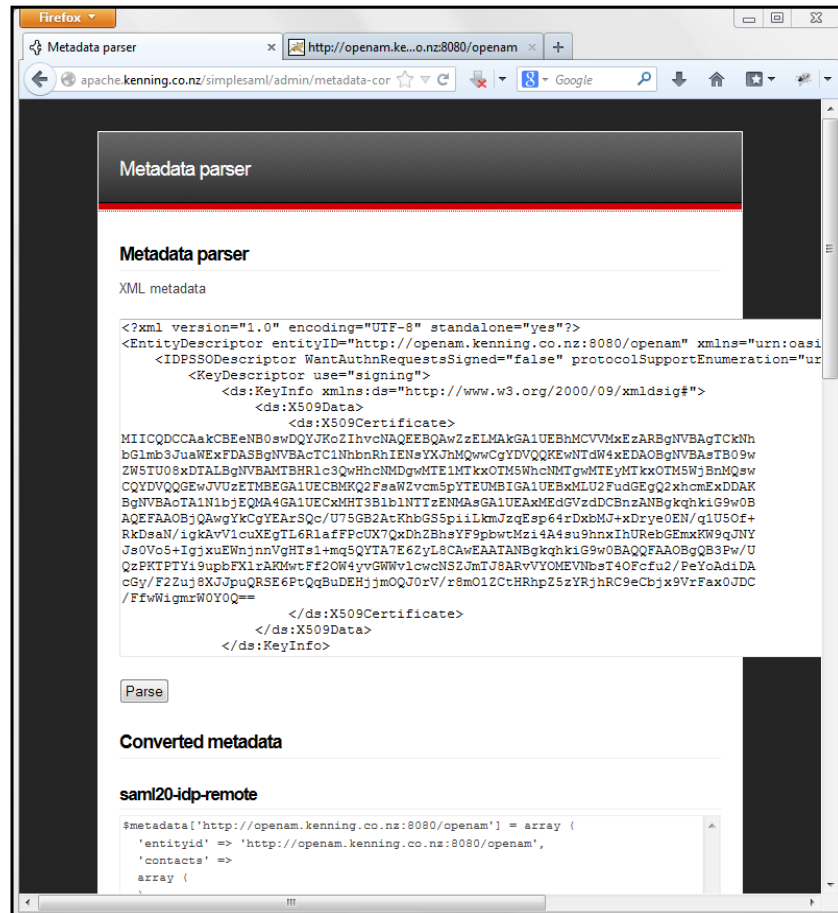 Firefox
Metadata parser
http://openam.ke...o.nz:8080/openam
apache.kenning.co.nz/simplesaml/admin/metadata-cor
Google
Metadata parser
Metadata parser
XML metadata
<?xml version="1.0" encoding="UTF-8" standalone="yes"?>
<EntityDescriptor entityID="http://openam.kenning.co.nz:8080/openam" xmlns="urn:oasi
<IDPSSODescriptor WantAuthnRequestsSigned="false" protocolSupportEnumeration="ur
<KeyDescriptor use="signing">
<ds:KeyInfo xmlns:ds="http://www.w3.org/2000/09/xmldsig#">
<ds:X509Data>
<ds:X509Certificate>
MIICQDCCAakCBEeNB0swDQYJKoZIhvcNAQEEBQAwZzELMAkGA1UEBhMCVVMxEzARBgNVBAgTCkNh
bGlmb3JuaWExFDASBgNVBAcTC1NhbnRhIENsYXJhMQwwCgYDVQQKEwNTdW4xEDAOBgNVBAsTB09w
ZW5TU08xDTALBgNVBAMTBHRlc3QwHhcNMDgwMTE1MTkxOTM5WhcNMTgwMTEyMTkxOTM5WjBnMQsw
CQYDVQQGEwJVUzETMBEGA1UECBMKQ2FsaWZvcm5pYTEUMBIGA1UEBxMLU2FudGEgQ2xhcmExDDAK
BgNVBAoTA1N1bjEQMA4GA1UECxMHT3BlblNTTzENMAsGA1UEAxMEdGVzdDCBnzANBgkqhkiG9w0B
AQEFAAOBjQAwgYkCgYEArSQc/U75GB2AtKhbGS5piiLkmJzqEsp64rDxbMJ+xDrye0EN/q1U5Of+
RkDsaN/igkAvV1cuXEgTL6RlafFPcUX7QxDhZBhsYF9pbwtMzi4A4su9hnxIhURebGEmxKW9qJNY
Js0Vo5+IgjxuEWnjnnVgHTs1+mq5QYTA7E6ZyL8CAwEAATANBgkqhkiG9w0BAQQFAAOBgQB3Pw/U
QzPKTPTYi9upbFXlrAKMwtFf2OW4yvGWWvlcwcNSZJmTJ8ARvVYOMEVNbsT4OFcfu2/PeYoAdiDA
cGy/F2Zuj8XJJpuQRSE6PtQqBuDEHjjmOQJ0rV/r8mO1ZCtHRhpZ5zYRjhRC9eCbjx9VrFax0JDC
/FfwWigmrW0Y0Q==
</ds:X509Certificate>
</ds:X509Data>
</ds:KeyInfo>
Parse
Converted metadata
saml20-idp-remote
$metadata['http://openam.kenning.co.nz:8080/openam'] = array (
'entityid' => 'http://openam.kenning.co.nz:8080/openam',
'contacts' =>
array (